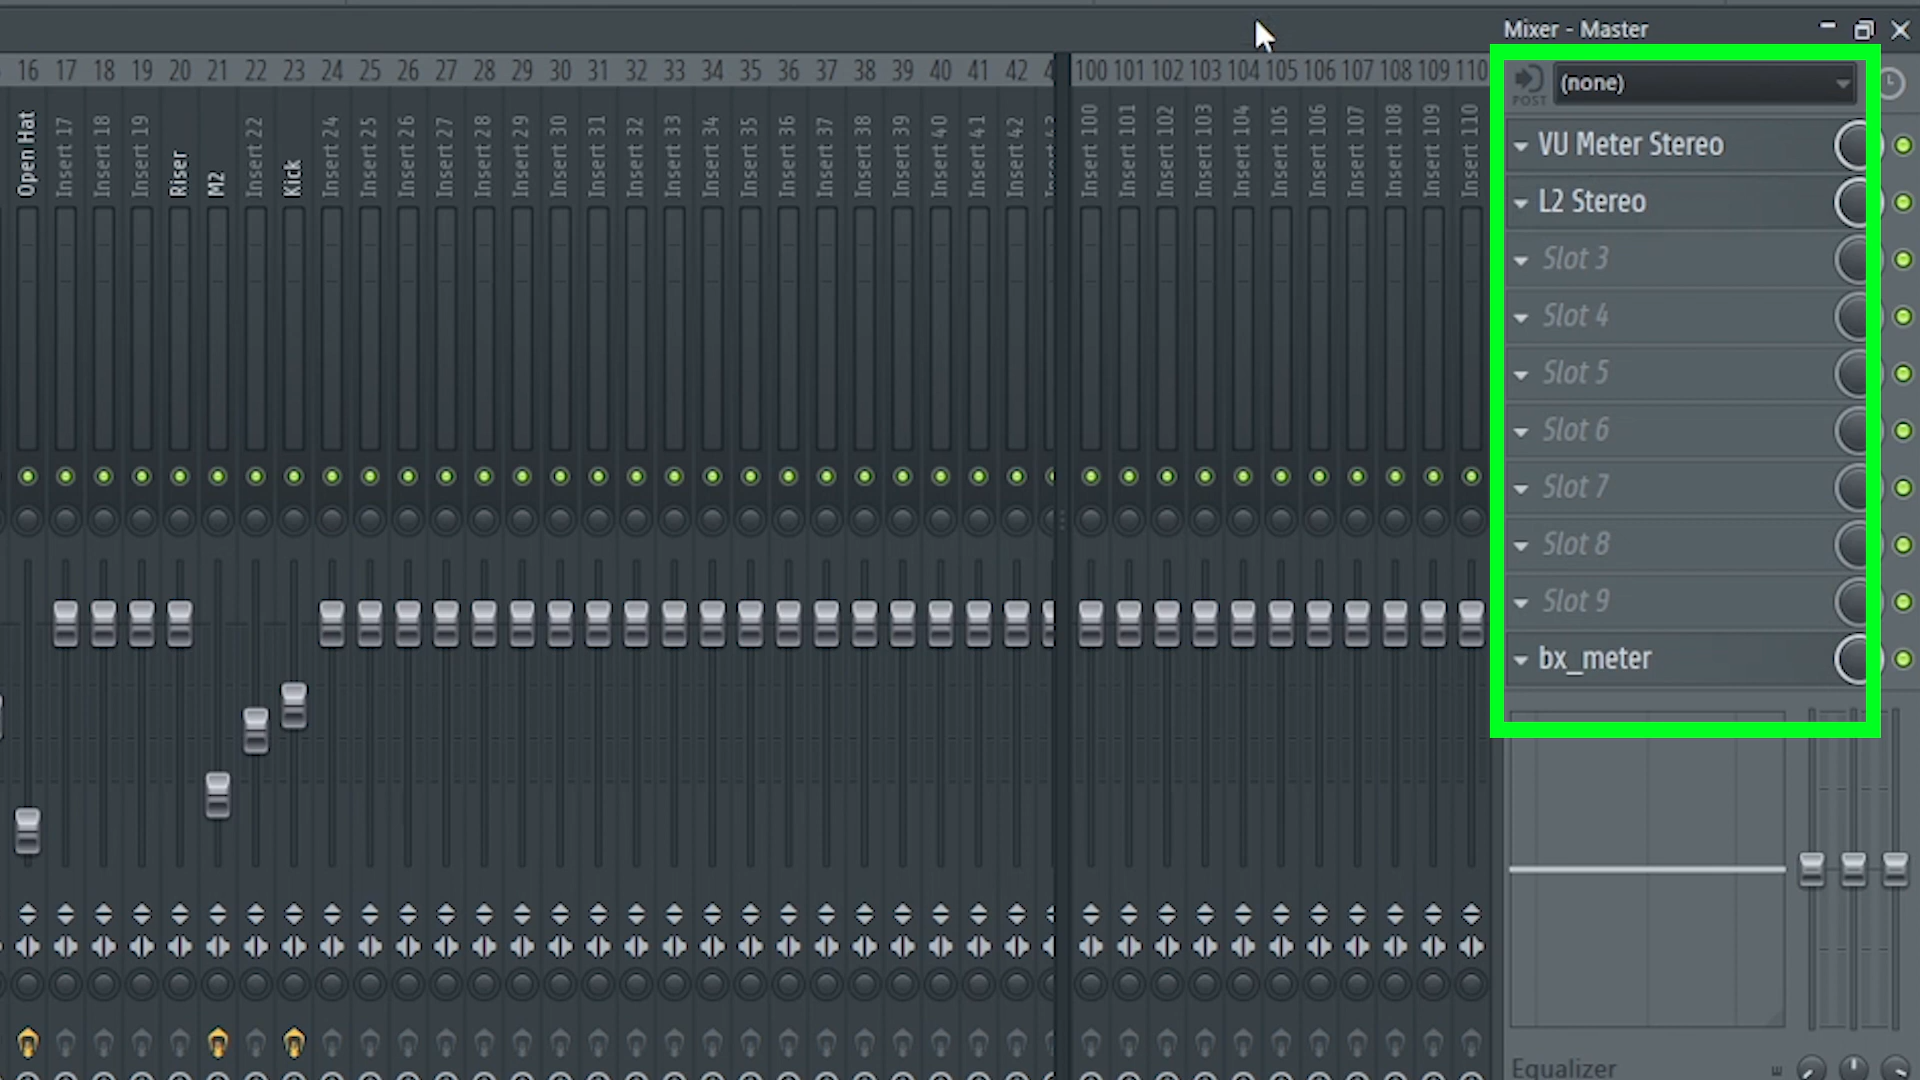 Mixer - Master
16 17 18 19 20 21 22 23 24 25 26 27 28 29 30 31 32 33 34 35 36 37 38 39 40 41 42 100 101 102 103 104 105 106 107 108 109 110
POST (none)
Open Hat
Insert 17
Insert 18
Insert 19
Riser
M2
Insert 22
Kick
Insert 24
Insert 25
Insert 26
Insert 27
Insert 28
Insert 29
Insert 30
Insert 31
Insert 32
Insert 33
Insert 34
Insert 35
Insert 36
Insert 37
Insert 38
Insert 39
Insert 40
Insert 41
Insert 42
Insert 100
Insert 101
Insert 102
Insert 103
Insert 104
Insert 105
Insert 106
Insert 107
Insert 108
Insert 109
Insert 110
VU Meter Stereo
L2 Stereo
Slot 3
Slot 4
Slot 5
Slot 6
Slot 7
Slot 8
Slot 9
bx_meter
Equalizer